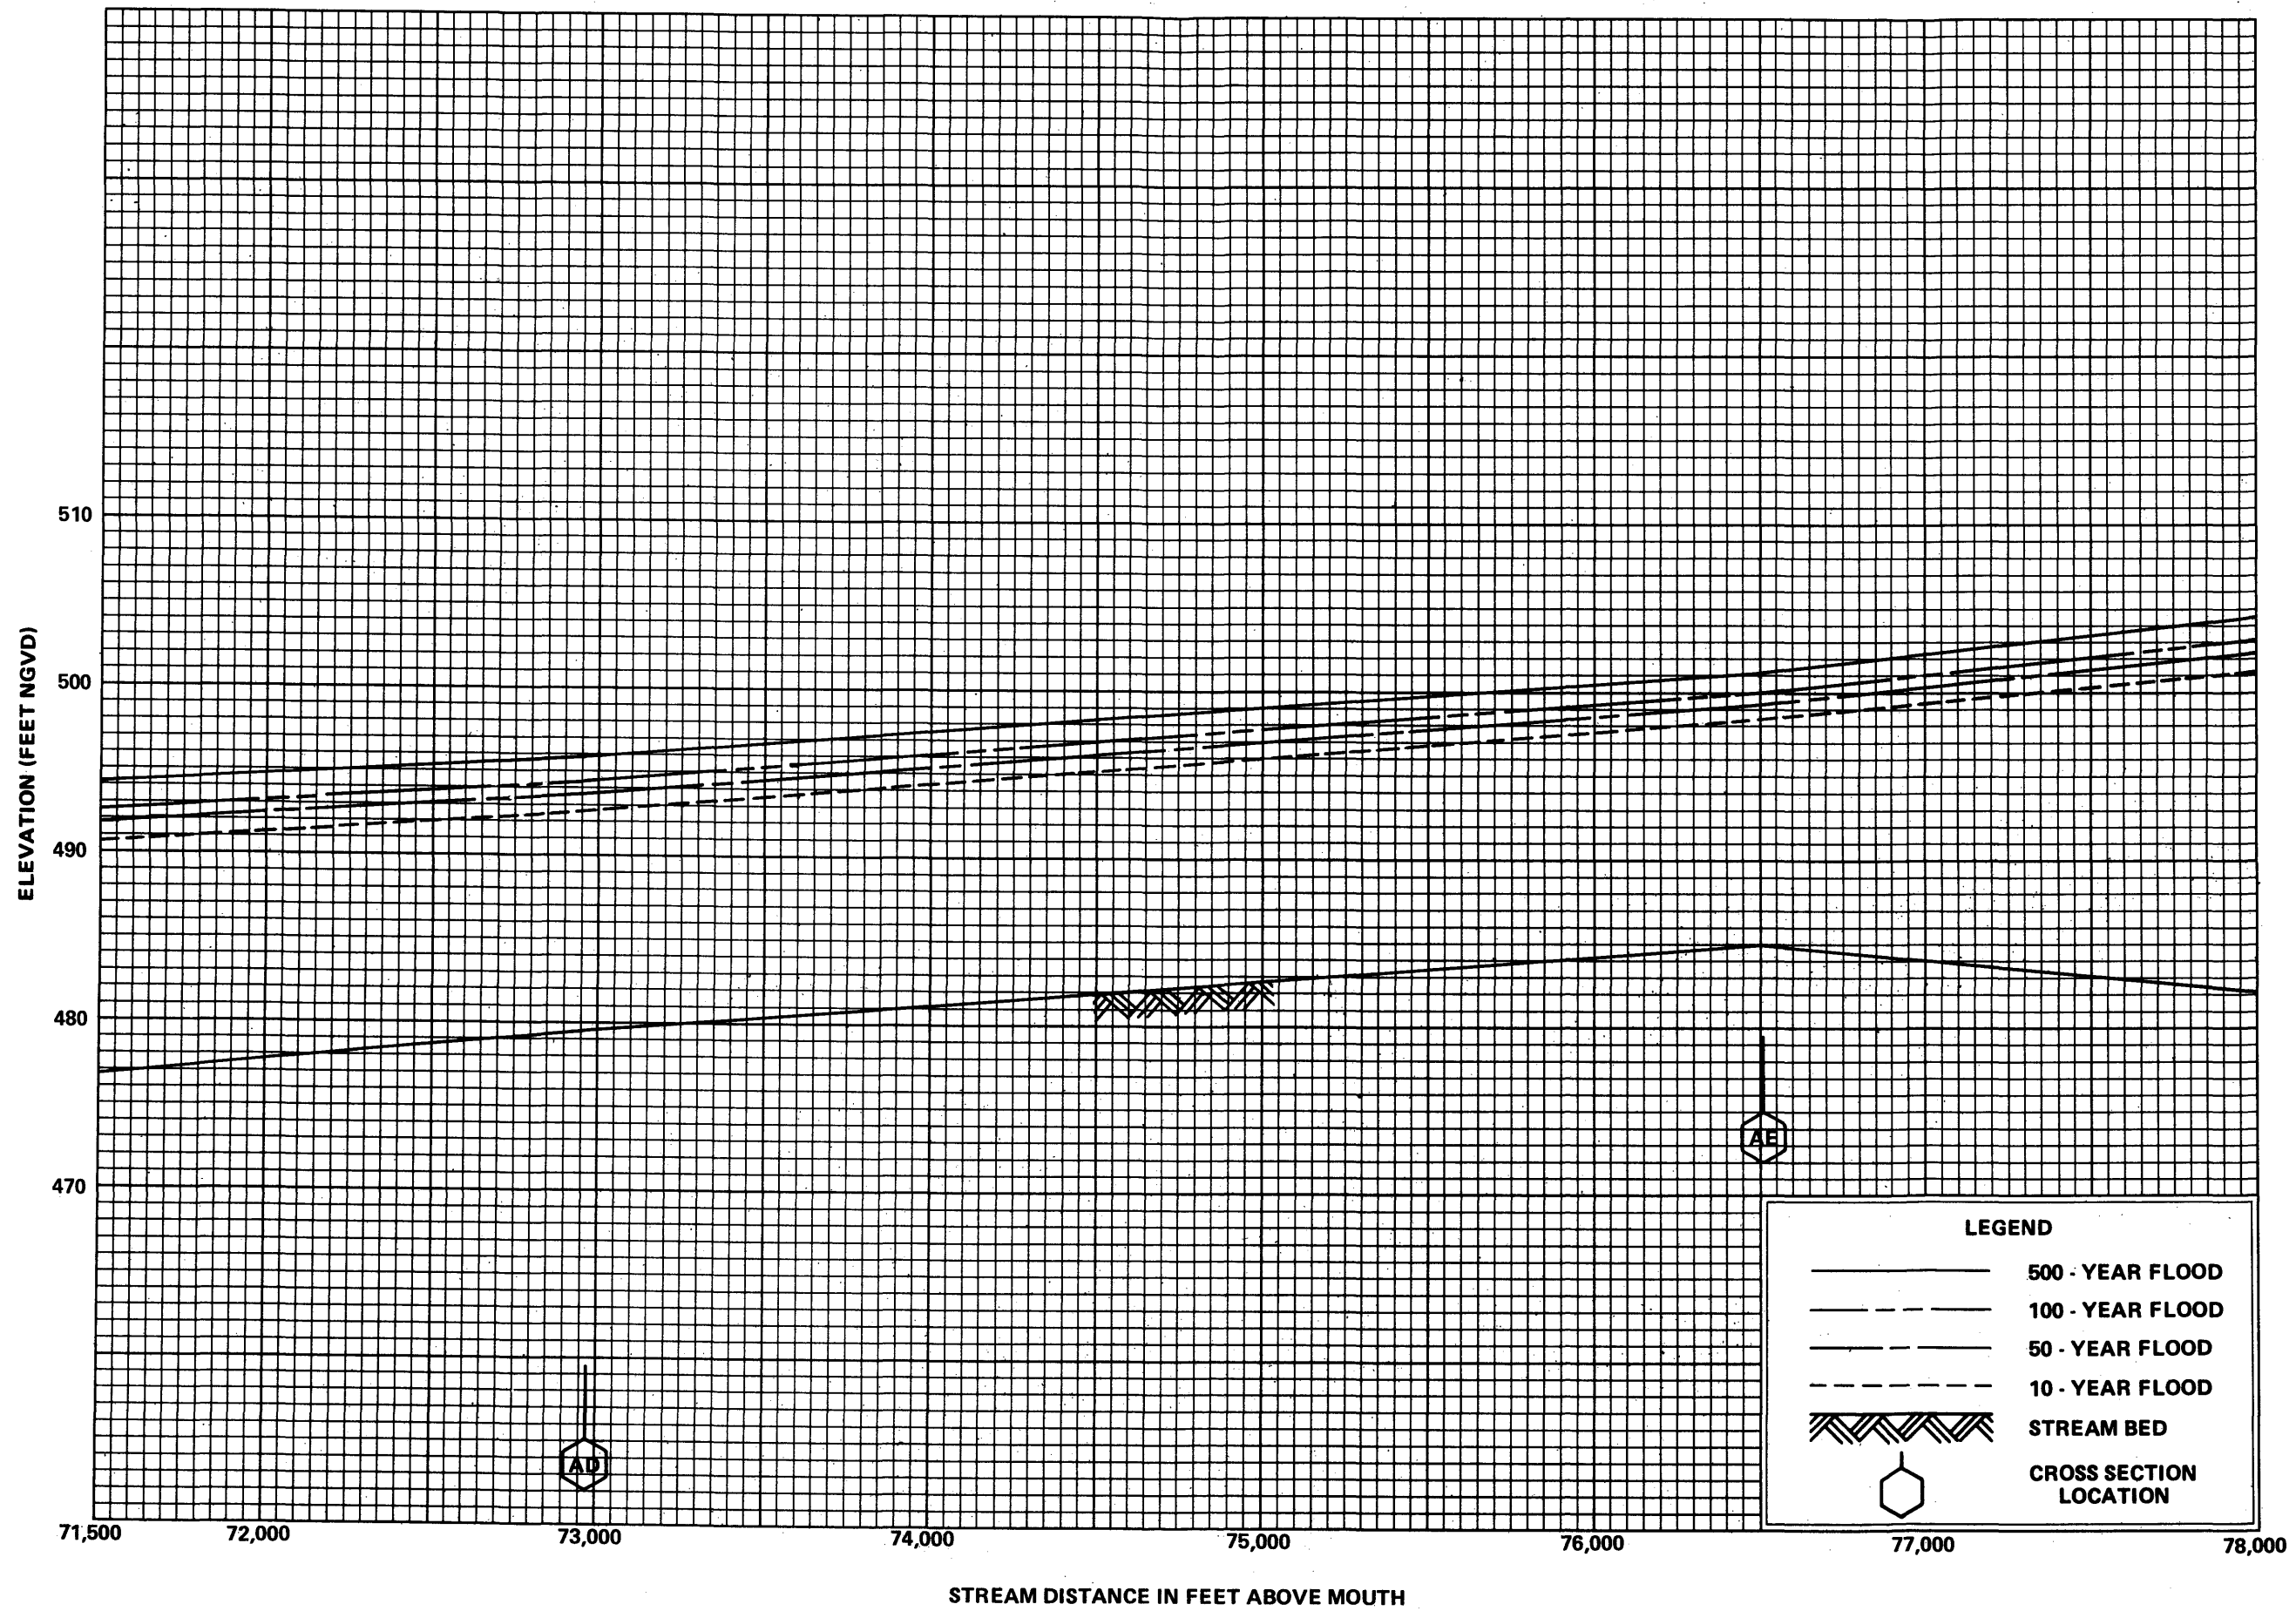 510
500
490
480
470
ELEVATION (FEET NGVD)
AE
AD
LEGEND
500 - YEAR FLOOD
100 - YEAR FLOOD
50 - YEAR FLOOD
10 - YEAR FLOOD
STREAM BED
CROSS SECTION
LOCATION
71,500 72,000 73,000 74,000 75,000 76,000 77,000 78,000
STREAM DISTANCE IN FEET ABOVE MOUTH